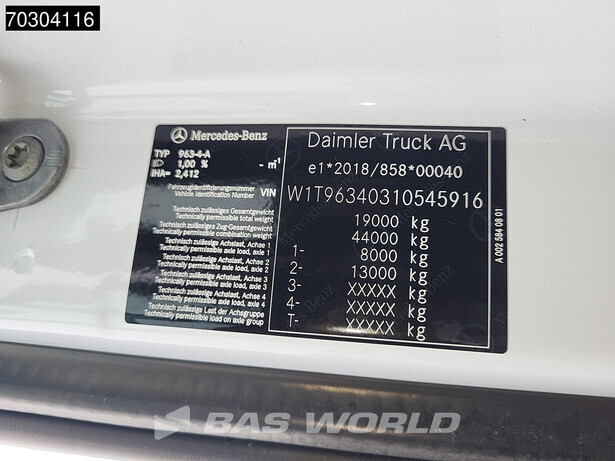 70304116
Mercedes-Benz
TYP 963-4-A
1,00 % - m⁻¹
IHA= 2,412
Fahrzeugidentifizierungsnummer
Vehicle Identification Number VIN
Technisch zulässiges Gesamtgewicht
Technically permissible total weight
Technisch zulässiges Zug-Gesamtgewicht
Technically permissible combination weight
Technisch zulässige Achslast, Achse 1
Technically permissible axle load, axle 1
Technisch zulässige Achslast, Achse 2
Technically permissible axle load, axle 2
Technisch zulässige Achslast, Achse 3
Technically permissible axle load, axle 3
Technisch zulässige Achslast, Achse 4
Technically permissible axle load, axle 4
Technisch zulässige Last der Achsgruppe
Technically permissible load on axle group
Daimler Truck AG
e1*2018/858*00040
W1T96340310545916
19000 kg
44000 kg
1- 8000 kg
2- 13000 kg
3- XXXXX kg
4- XXXXX kg
T- XXXXX kg
A 002 584 08 01
BAS WORLD